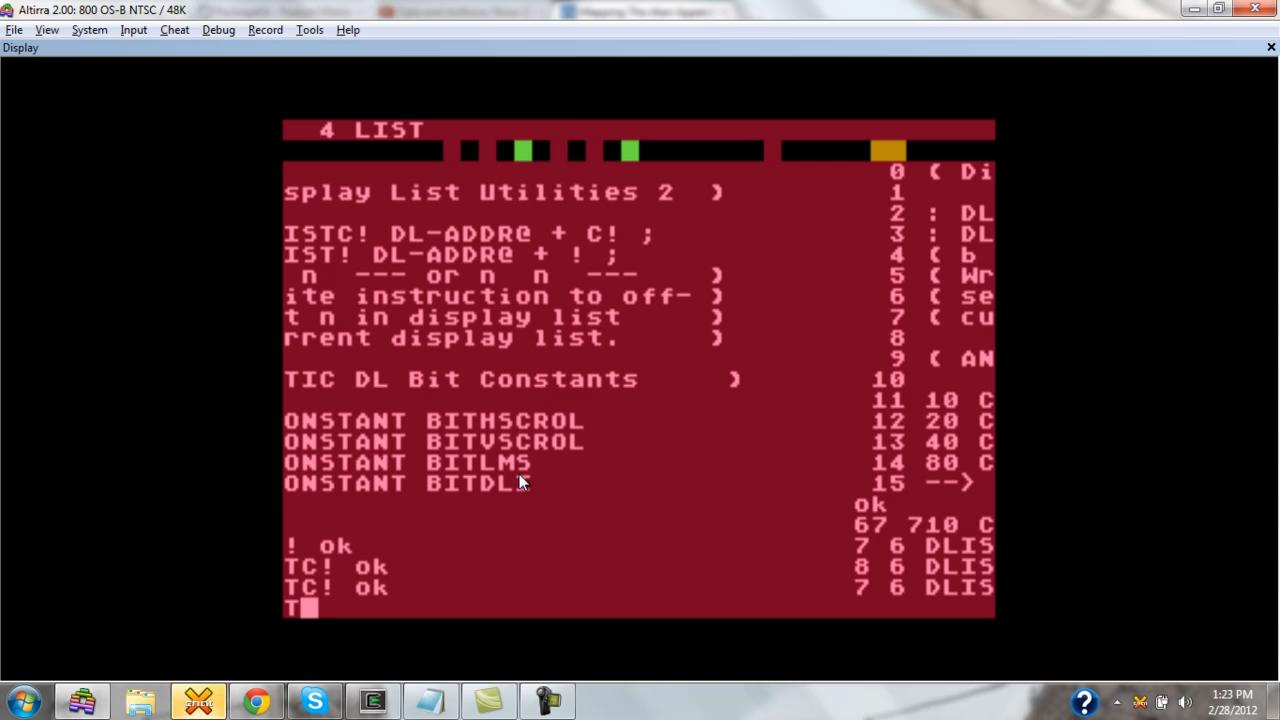 Altirra 2.00: 800 OS-B NTSC / 48K
File View System Input Cheat Debug Record Tools Help
Display
4 LIST
0 ( Di
splay List Utilities 2 ) 1
2 : DL
ISTC! DL-ADDR@ + C! ; 3 : DL
IST! DL-ADDR@ + ! ; 4 ( b
n --- or n n --- ) 5 ( Wr
ite instruction to off- ) 6 ( se
t n in display list ) 7 ( cu
rrent display list. ) 8
9 ( AN
TIC DL Bit Constants ) 10
11 10 C
ONSTANT BITHSCROL 12 20 C
ONSTANT BITVSCROL 13 40 C
ONSTANT BITLMS 14 80 C
ONSTANT BITDLI 15 -->
ok
67 710 C
! ok 7 6 DLIS
TC! ok 8 6 DLIS
TC! ok 7 6 DLIS
T
1:23 PM
2/28/2012